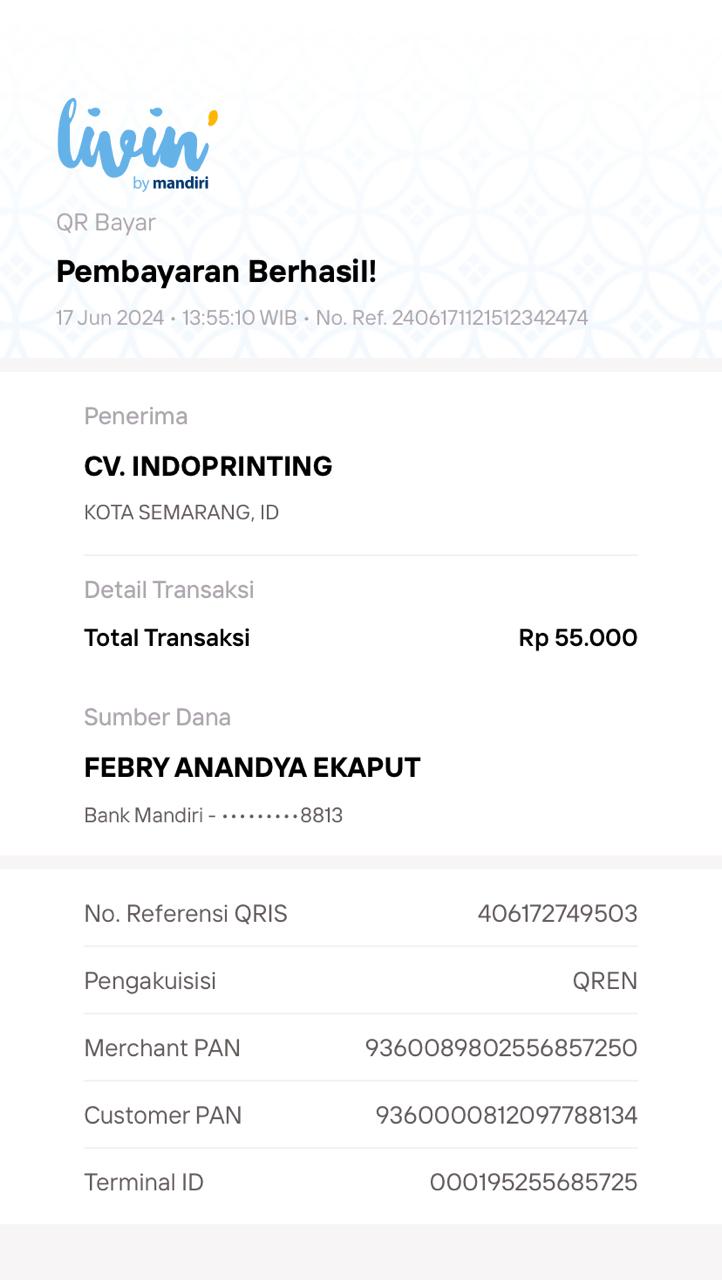 livin'
by mandiri
QR Bayar
Pembayaran Berhasil!
17 Jun 2024 • 13:55:10 WIB • No. Ref. 2406171121512342474
Penerima
CV. INDOPRINTING
KOTA SEMARANG, ID
Detail Transaksi
Total Transaksi Rp 55.000
Sumber Dana
FEBRY ANANDYA EKAPUT
Bank Mandiri - •••••••••8813
No. Referensi QRIS 406172749503
Pengakuisisi QREN
Merchant PAN 9360089802556857250
Customer PAN 9360000812097788134
Terminal ID 000195255685725